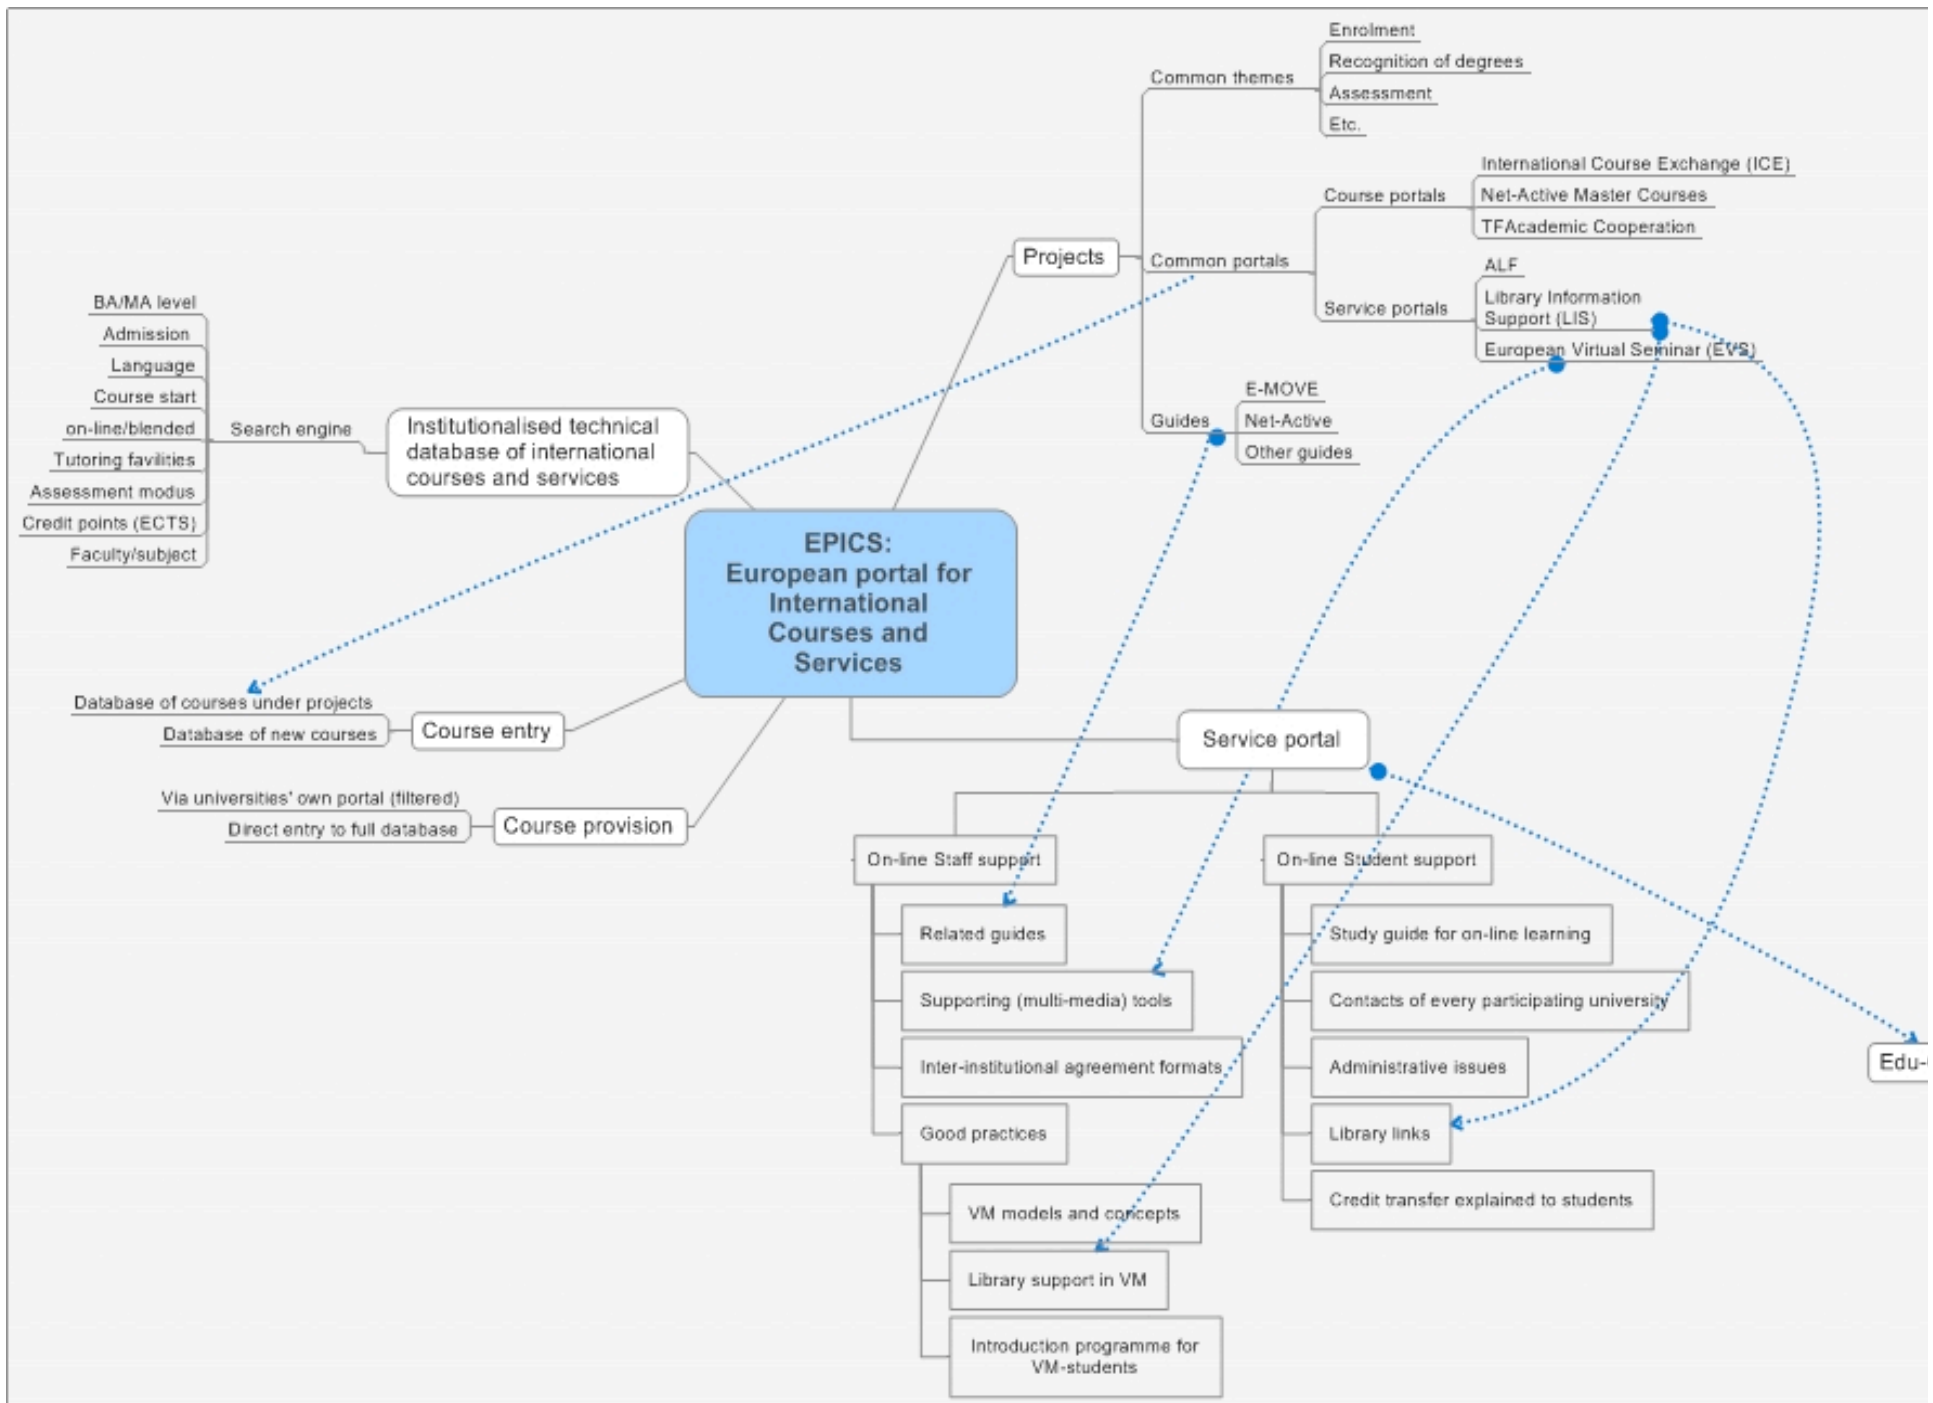 Enrolment
Recognition of degrees
Common themes
Assessment
Etc.
International Course Exchange (ICE)
Course portals
Net-Active Master Courses
TFAcademic Cooperation
Projects
Common portals
ALF
Library Information
Support (LIS)
Service portals
European Virtual Seminar (EVS)
E-MOVE
Guides
Net-Active
Other guides
BA/MA level
Admission
Language
Course start
on-line/blended
Tutoring favilities
Assessment modus
Credit points (ECTS)
Faculty/subject
Search engine
Institutionalised technical
database of international
courses and services
EPICS:
European portal for
International
Courses and
Services
Database of courses under projects
Database of new courses
Course entry
Via universities' own portal (filtered)
Direct entry to full database
Course provision
Service portal
On-line Staff support
Related guides
Supporting (multi-media) tools
Inter-institutional agreement formats
Good practices
VM models and concepts
Library support in VM
Introduction programme for
VM-students
On-line Student support
Study guide for on-line learning
Contacts of every participating university
Administrative issues
Library links
Credit transfer explained to students
Edu-